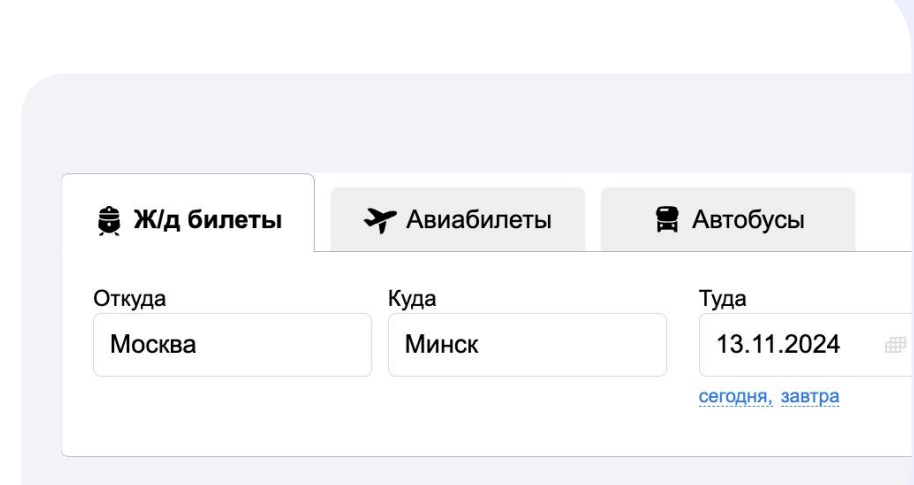 Ж/д билеты Авиабилеты Автобусы
Откуда Куда Туда
Москва Минск 13.11.2024
сегодня, завтра